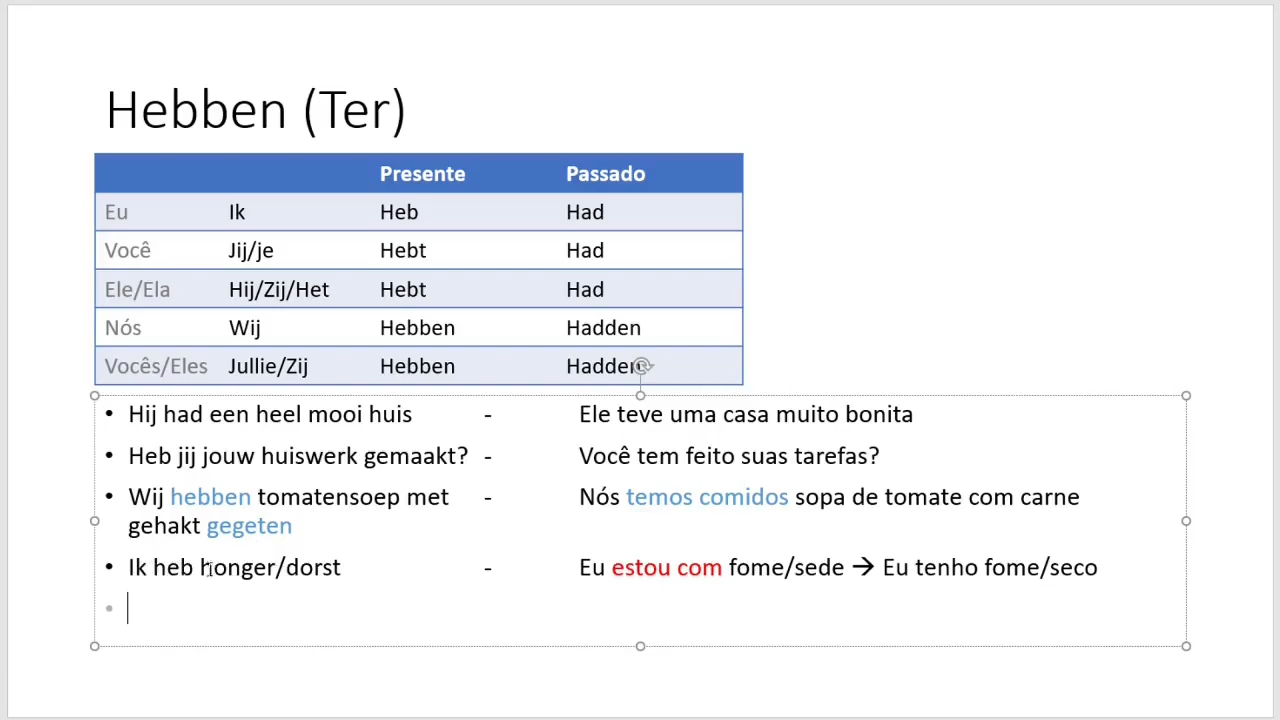 Hebben (Ter)
Presente Passado
Eu Ik Heb Had
Você Jij/je Hebt Had
Ele/Ela Hij/Zij/Het Hebt Had
Nós Wij Hebben Hadden
Vocês/Eles Jullie/Zij Hebben Hadden
• Hij had een heel mooi huis - Ele teve uma casa muito bonita
• Heb jij jouw huiswerk gemaakt? - Você tem feito suas tarefas?
• Wij hebben tomatensoep met - Nós temos comidos sopa de tomate com carne
gehakt gegeten
• Ik heb honger/dorst - Eu estou com fome/sede → Eu tenho fome/seco
•